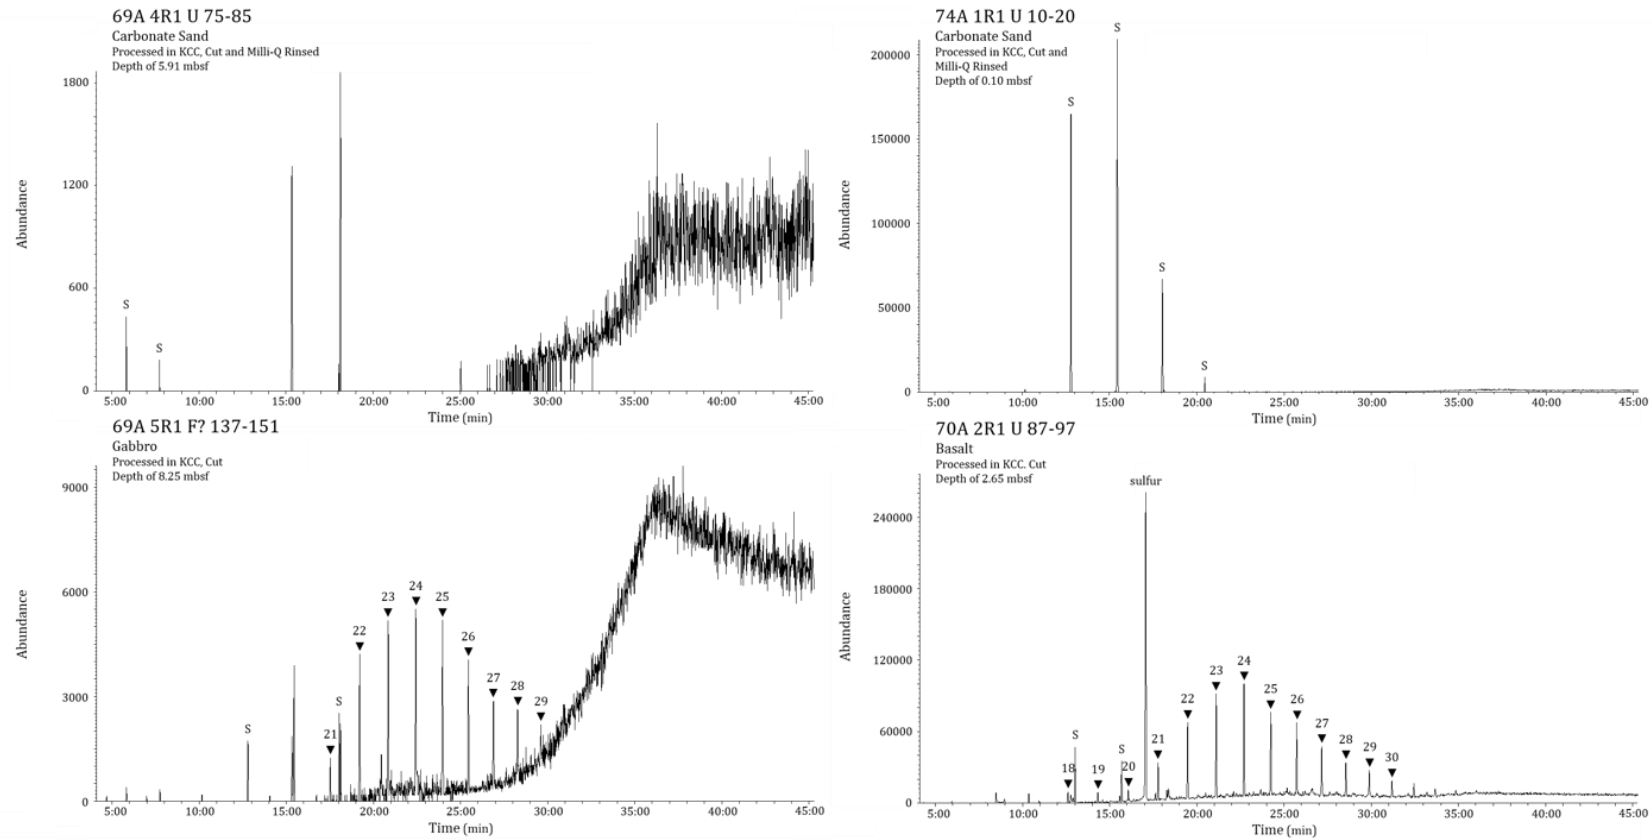 69A 4R1 U 75-85
Carbonate Sand
Processed in KCC, Cut and Milli-Q Rinsed
Depth of 5.91 mbsf
1800
1200
600
0
Abundance
S
S
5:00 10:00 15:00 20:00 25:00 30:00 35:00 40:00 45:00
Time (min)
74A 1R1 U 10-20
Carbonate Sand
Processed in KCC, Cut and
Milli-Q Rinsed
Depth of 0.10 mbsf
200000
150000
100000
50000
0
Abundance
S
S
S
S
5:00 10:00 15:00 20:00 25:00 30:00 35:00 40:00 45:00
Time (min)
69A 5R1 F? 137-151
Gabbro
Processed in KCC, Cut
Depth of 8.25 mbsf
9000
6000
3000
0
Abundance
S
21
S
22
23
24
25
26
27
28
29
5:00 10:00 15:00 20:00 25:00 30:00 35:00 40:00 45:00
Time (min)
70A 2R1 U 87-97
Basalt
Processed in KCC. Cut
Depth of 2.65 mbsf
240000
180000
120000
60000
0
Abundance
18
S
19
S
20
sulfur
21
22
23
24
25
26
27
28
29
30
5:00 10:00 15:00 20:00 25:00 30:00 35:00 40:00 45:00
Time (min)